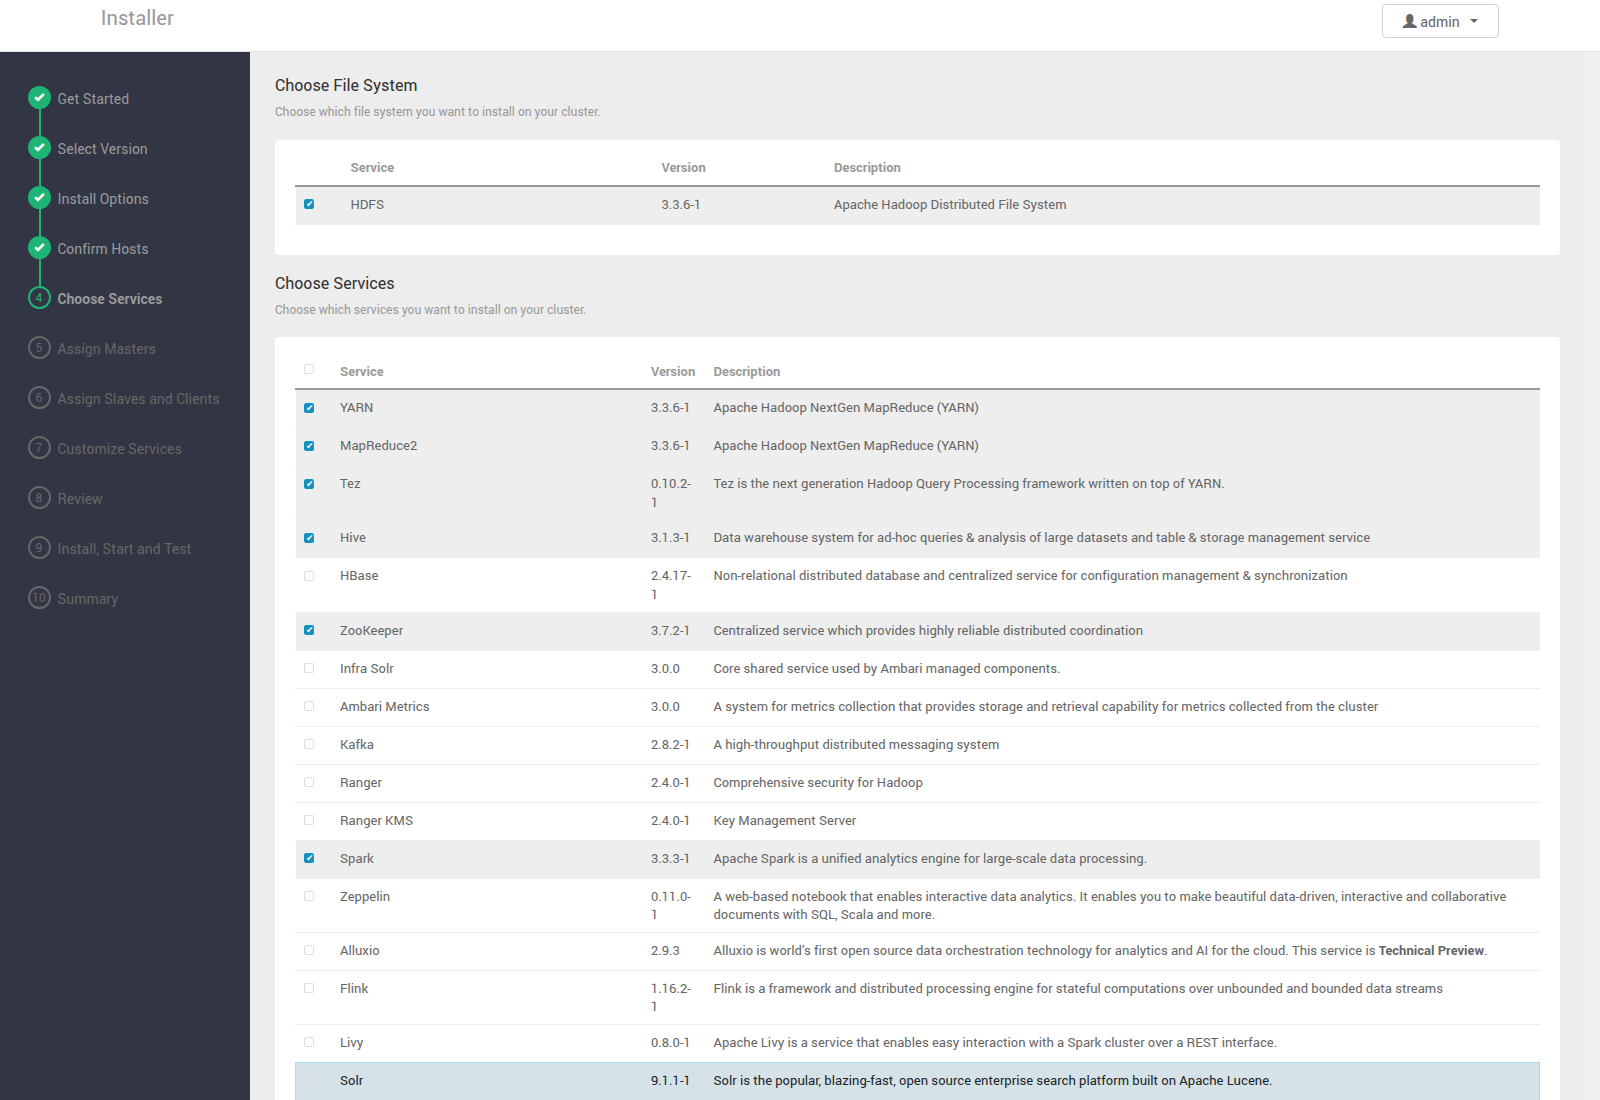 Installer
admin
Get Started
Select Version
Install Options
Confirm Hosts
4 Choose Services
5 Assign Masters
6 Assign Slaves and Clients
7 Customize Services
8 Review
9 Install, Start and Test
10 Summary
Choose File System
Choose which file system you want to install on your cluster.
Service Version Description
HDFS 3.3.6-1 Apache Hadoop Distributed File System
Choose Services
Choose which services you want to install on your cluster.
Service Version Description
YARN 3.3.6-1 Apache Hadoop NextGen MapReduce (YARN)
MapReduce2 3.3.6-1 Apache Hadoop NextGen MapReduce (YARN)
Tez 0.10.2- Tez is the next generation Hadoop Query Processing framework written on top of YARN.
1
Hive 3.1.3-1 Data warehouse system for ad-hoc queries & analysis of large datasets and table & storage management service
HBase 2.4.17- Non-relational distributed database and centralized service for configuration management & synchronization
1
ZooKeeper 3.7.2-1 Centralized service which provides highly reliable distributed coordination
Infra Solr 3.0.0 Core shared service used by Ambari managed components.
Ambari Metrics 3.0.0 A system for metrics collection that provides storage and retrieval capability for metrics collected from the cluster
Kafka 2.8.2-1 A high-throughput distributed messaging system
Ranger 2.4.0-1 Comprehensive security for Hadoop
Ranger KMS 2.4.0-1 Key Management Server
Spark 3.3.3-1 Apache Spark is a unified analytics engine for large-scale data processing.
Zeppelin 0.11.0- A web-based notebook that enables interactive data analytics. It enables you to make beautiful data-driven, interactive and collaborative
1 documents with SQL, Scala and more.
Alluxio 2.9.3 Alluxio is world's first open source data orchestration technology for analytics and AI for the cloud. This service is Technical Preview.
Flink 1.16.2- Flink is a framework and distributed processing engine for stateful computations over unbounded and bounded data streams
1
Livy 0.8.0-1 Apache Livy is a service that enables easy interaction with a Spark cluster over a REST interface.
Solr 9.1.1-1 Solr is the popular, blazing-fast, open source enterprise search platform built on Apache Lucene.